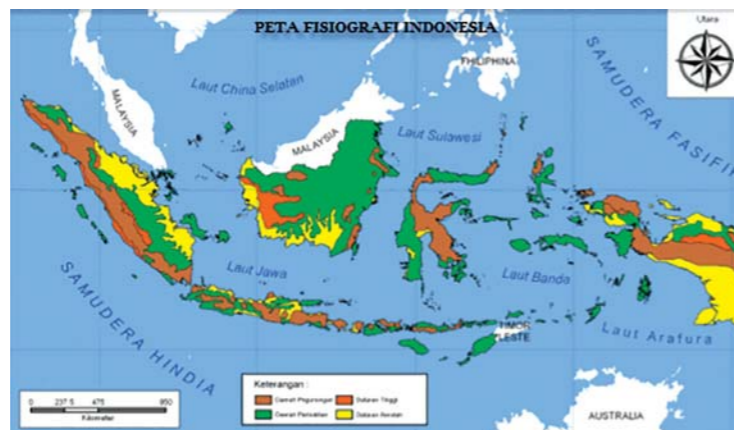 PETA FISIOGRAFI INDONESIA
Utara
MALAYSIA
Laut China Selatan
PHILIPHINA
SAMUDERA FASIFIK
MALAYSIA
Laut Sulawesi
Laut Jawa
Laut Banda
SAMUDERA HINDIA
TIMOR
LESTE
Laut Arafura
AUSTRALIA
0 237.5 475 950
Kilometer
Keterangan :
Daerah Pegunungan
Dataran Tinggi
Daerah Perbukitan
Dataran Rendah